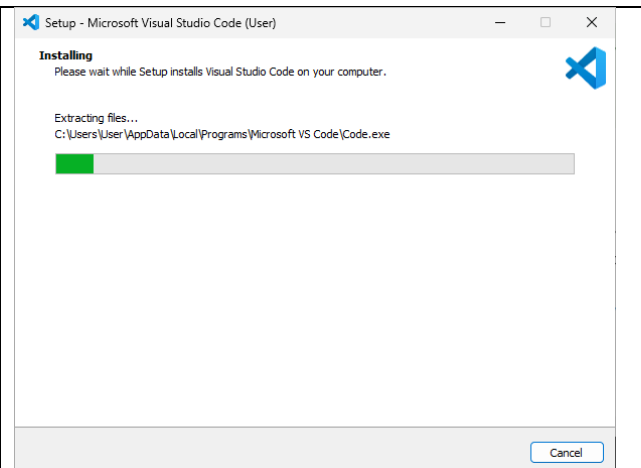 Setup - Microsoft Visual Studio Code (User)
Installing
Please wait while Setup installs Visual Studio Code on your computer.
Extracting files...
C:\Users\User\AppData\Local\Programs\Microsoft VS Code\Code.exe
Cancel